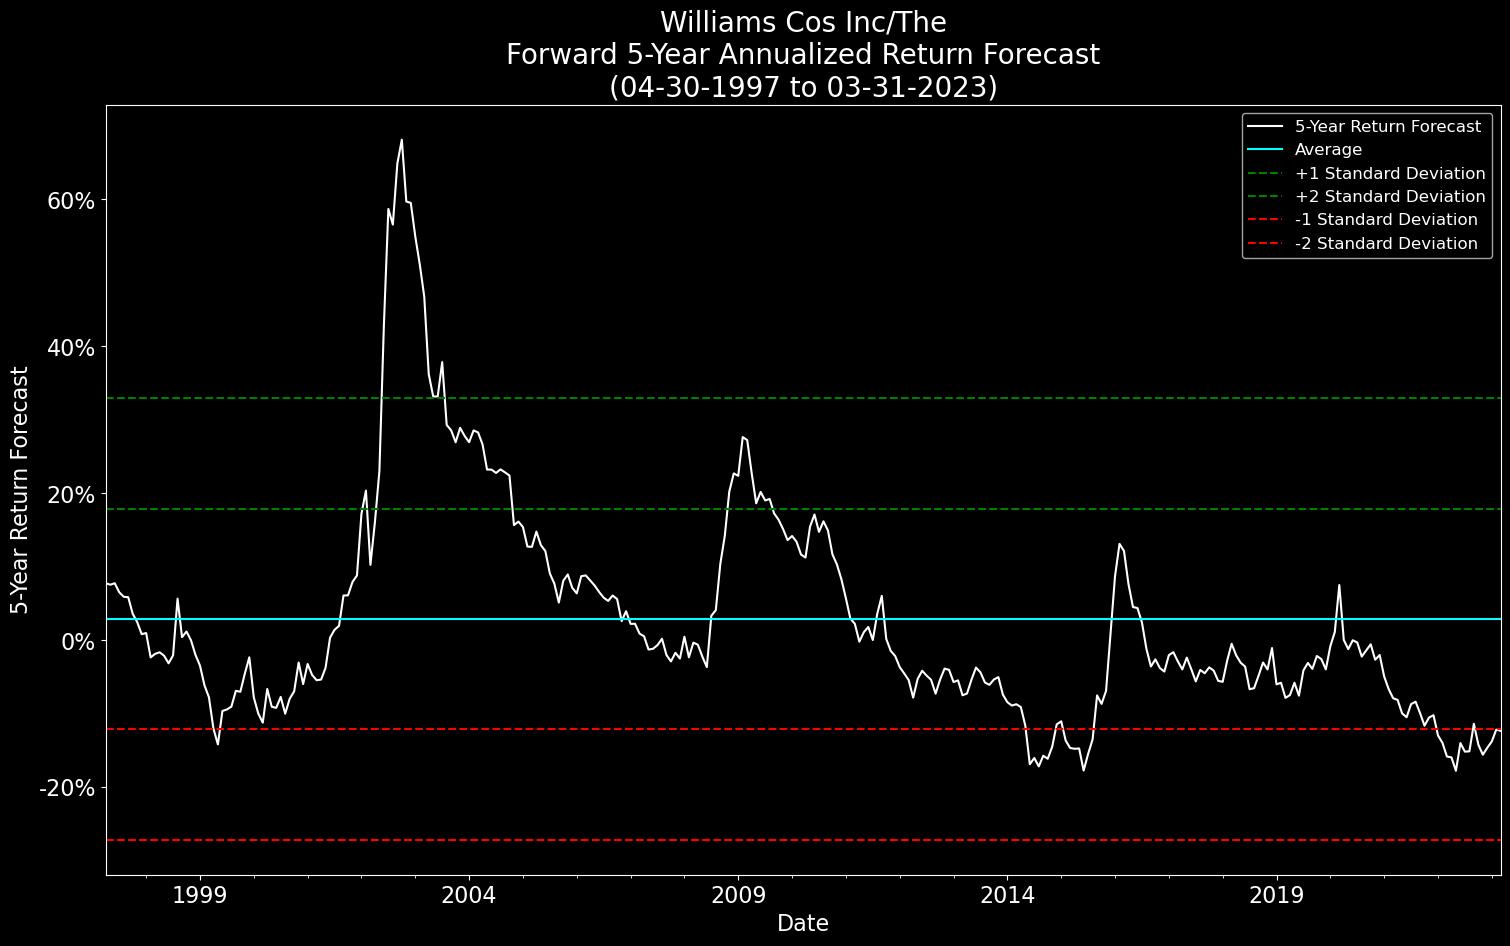 Williams Cos Inc/The
Forward 5-Year Annualized Return Forecast
(04-30-1997 to 03-31-2023)
5-Year Return Forecast
Average
+1 Standard Deviation
+2 Standard Deviation
-1 Standard Deviation
-2 Standard Deviation
5-Year Return Forecast
60%
40%
20%
0%
-20%
1999 2004 2009 2014 2019
Date